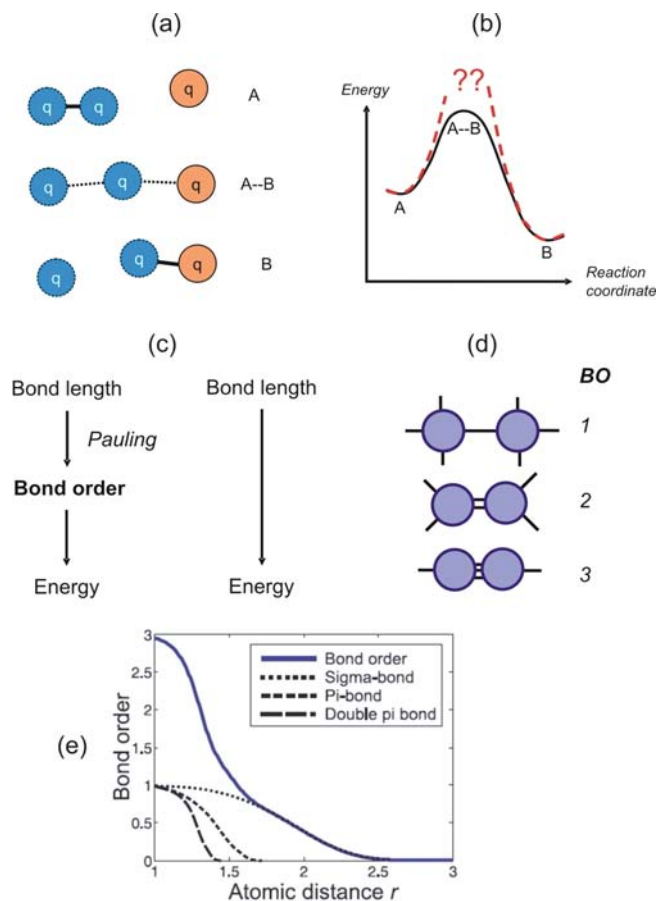 (a)
q q q A
q q q A--B
q q q B
(b)
Energy
??
A--B
A
B
Reaction
coordinate
(c)
Bond length
Pauling
Bond order
Energy
Bond length
Energy
(d)
BO
1
2
3
(e)
Bond order
3
2.5
2
1.5
1
0.5
0
Bond order
Sigma-bond
Pi-bond
Double pi bond
1 1.5 2 2.5 3
Atomic distance r